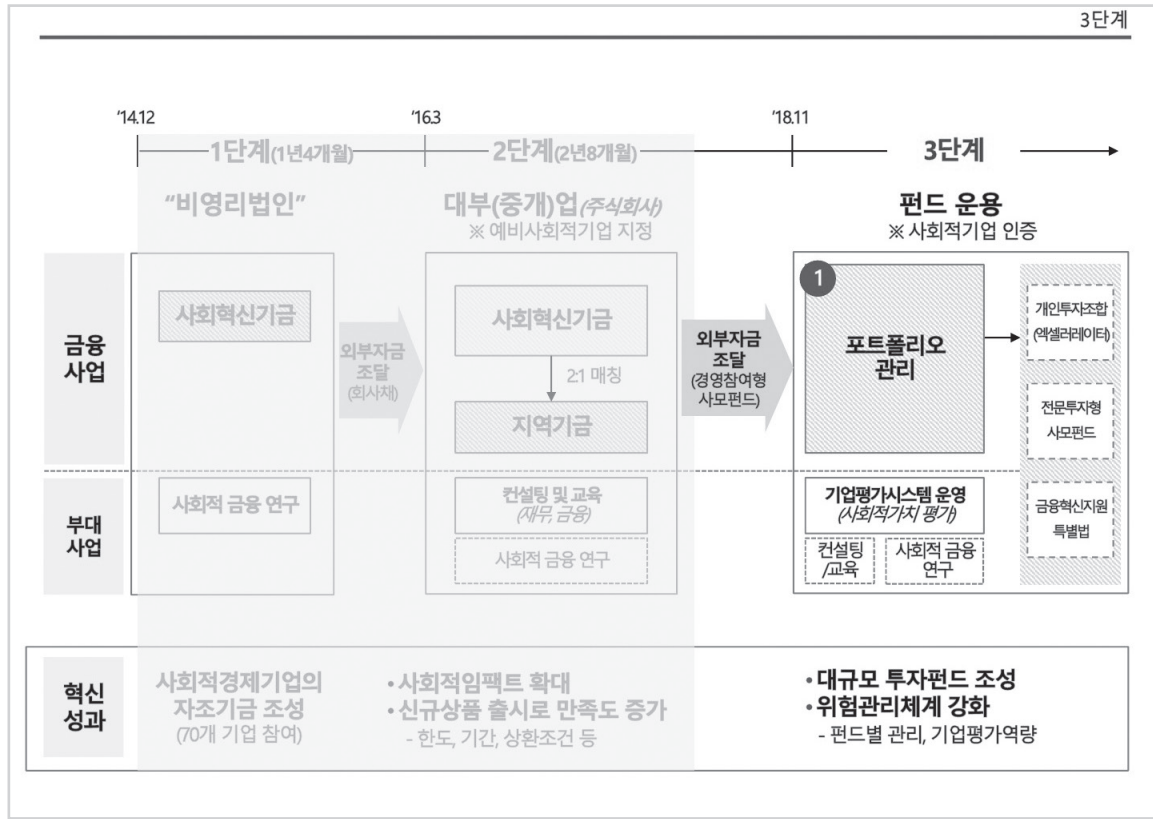 3단계
'14.12
'16.3
'18.11
1단계(1년4개월)
2단계(2년8개월)
3단계
“비영리법인”
대부(중개)업(주식회사)
※ 예비사회적기업 지정
펀드 운용
※ 사회적기업 인증
금융
사업
사회혁신기금
외부자금
조달
(회사채)
사회혁신기금
2:1 매칭
지역기금
외부자금
조달
(경영참여형
사모펀드)
1
포트폴리오
관리
개인투자조합
(엑셀러레이터)
전문투자형
사모펀드
금융혁신지원
특별법
부대
사업
사회적 금융 연구
컨설팅 및 교육
(재무, 금융)
사회적 금융 연구
기업평가시스템 운영
(사회적가치 평가)
컨설팅
/교육
사회적 금융
연구
혁신
성과
사회적경제기업의
자조기금 조성
(70개 기업 참여)
•사회적임팩트 확대
•신규상품 출시로 만족도 증가
- 한도, 기간, 상환조건 등
•대규모 투자펀드 조성
•위험관리체계 강화
- 펀드별 관리, 기업평가역량